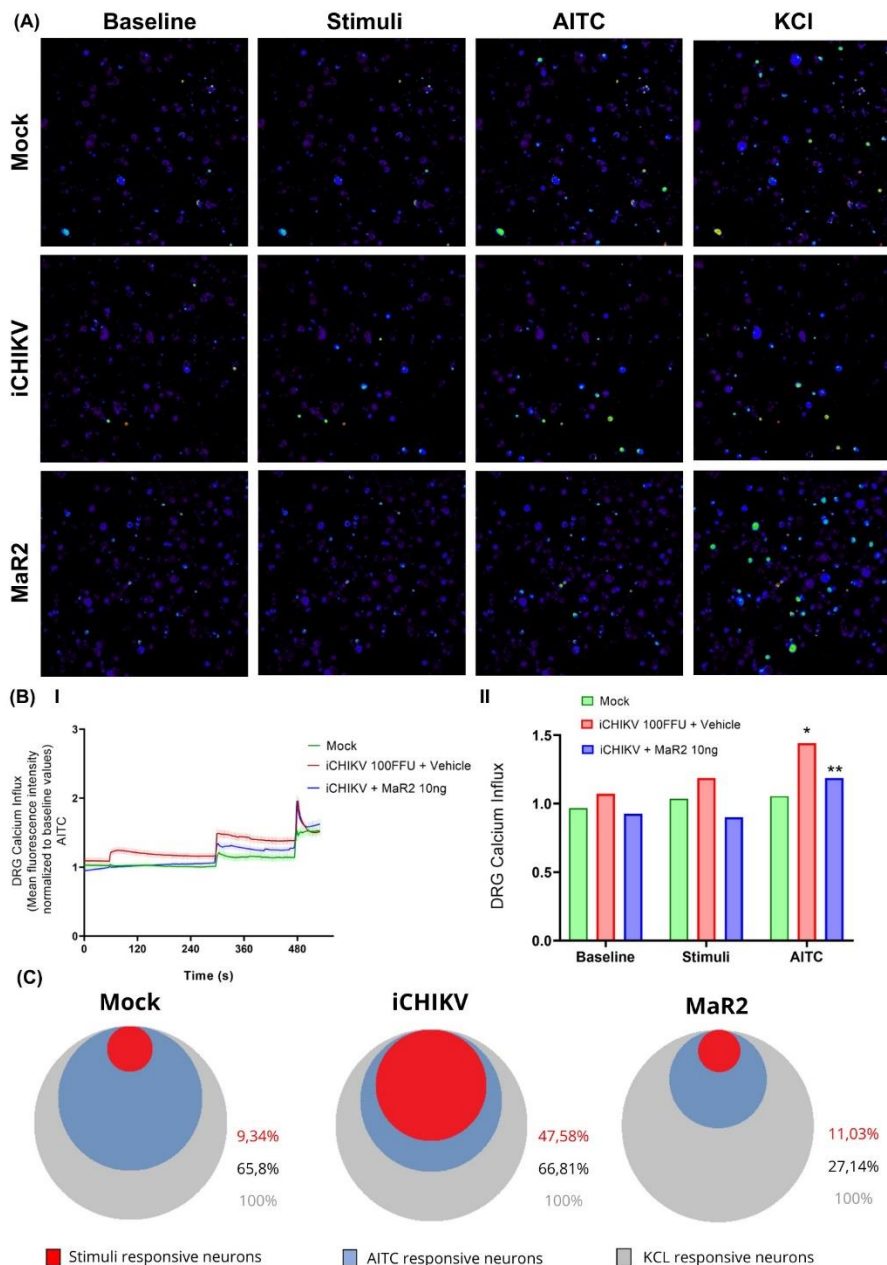 (A)
Baseline Stimuli AITC KCl
Mock
iCHIKV
MaR2
(B) I
DRG Calcium Influx
(Mean fluorescence intensity
normalized to baseline values)
AITC
3
2
1
0
0 120 240 360 480
Time (s)
Mock
iCHIKV 100FFU + Vehicle
iCHIKV + MaR2 10ng
II
Mock
iCHIKV 100FFU + Vehicle
iCHIKV + MaR2 10ng
DRG Calcium Influx
1.5
1.0
0.5
0.0
*
**
Baseline Stimuli AITC
(C)
Mock iCHIKV MaR2
9,34% 47,58% 11,03%
65,8% 66,81% 27,14%
100% 100% 100%
Stimuli responsive neurons AITC responsive neurons KCL responsive neurons